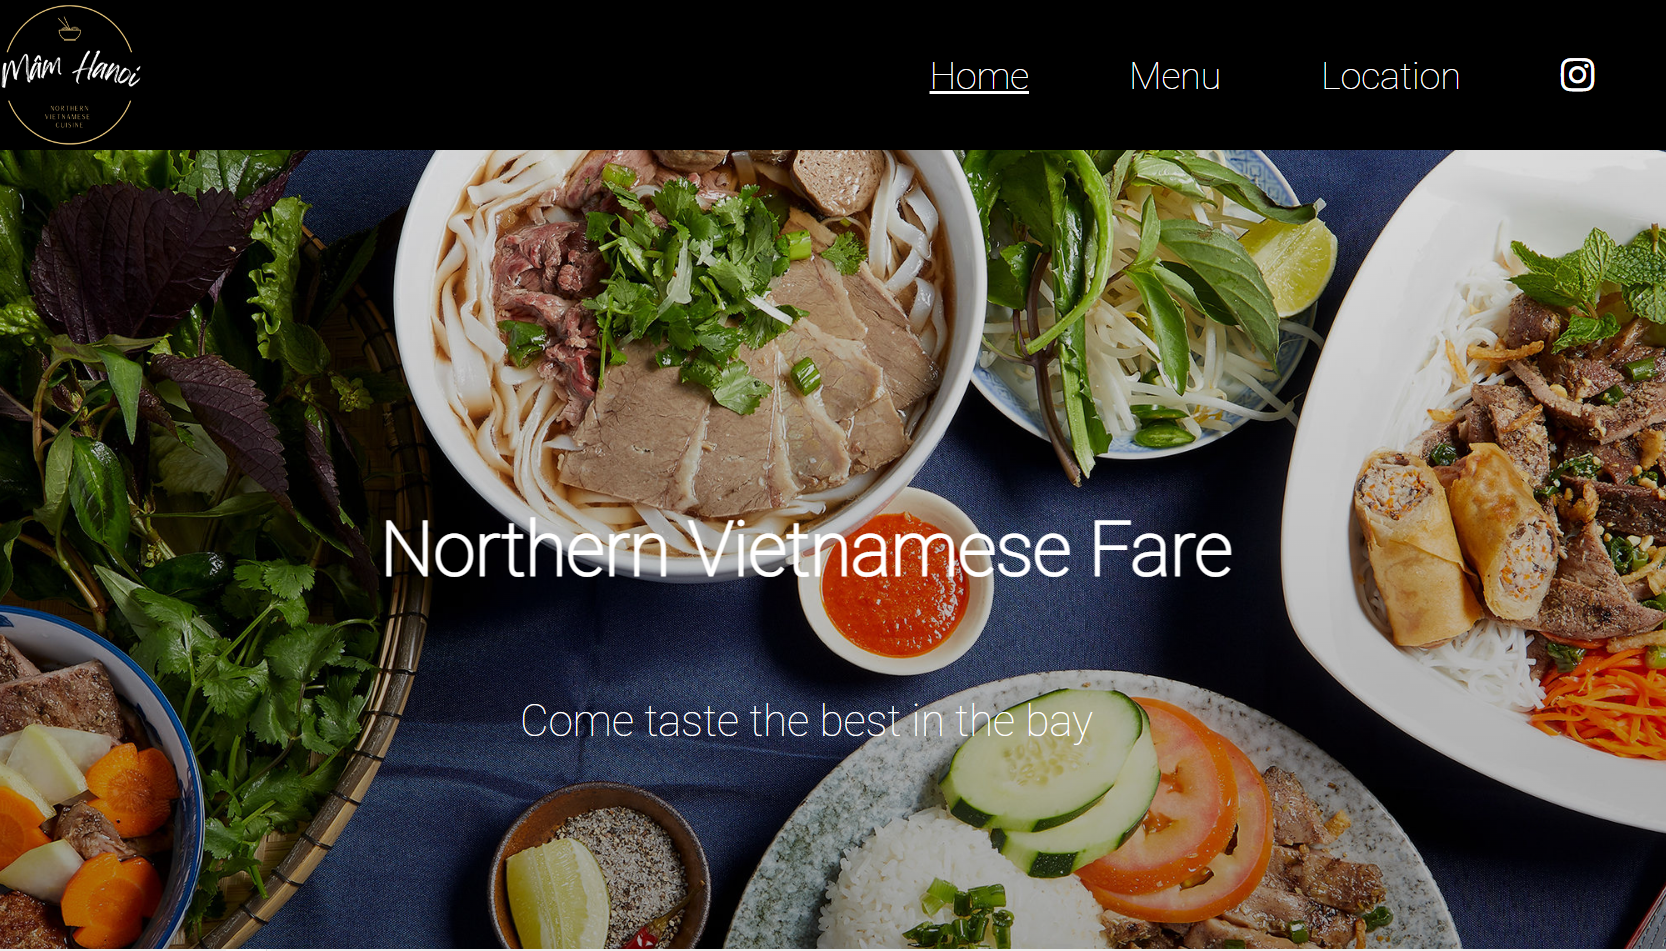 Mâm Hanoi
NORTHERN
VIETNAMESE
CUISINE
Home
Menu
Location
Northern Vietnamese Fare
Come taste the best in the bay